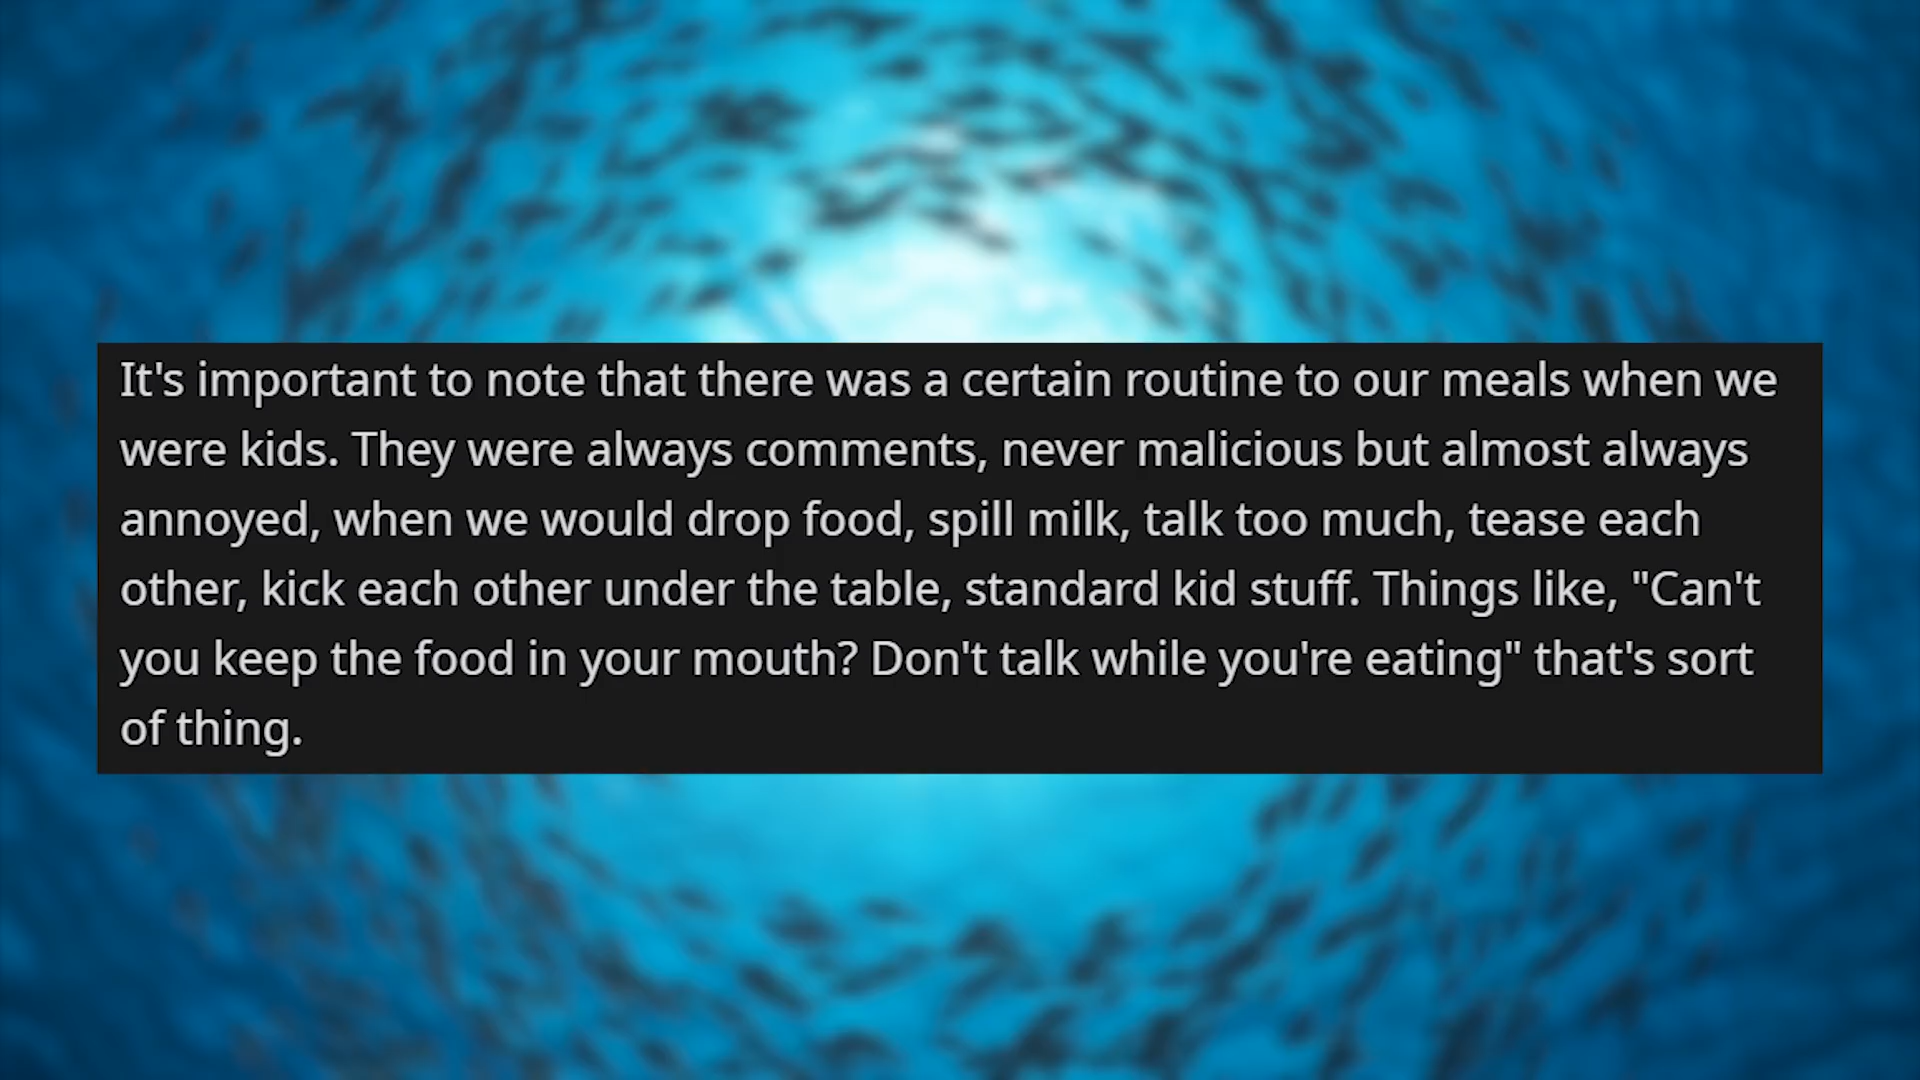 It's important to note that there was a certain routine to our meals when we
were kids. They were always comments, never malicious but almost always
annoyed, when we would drop food, spill milk, talk too much, tease each
other, kick each other under the table, standard kid stuff. Things like, "Can't
you keep the food in your mouth? Don't talk while you're eating" that's sort
of thing.